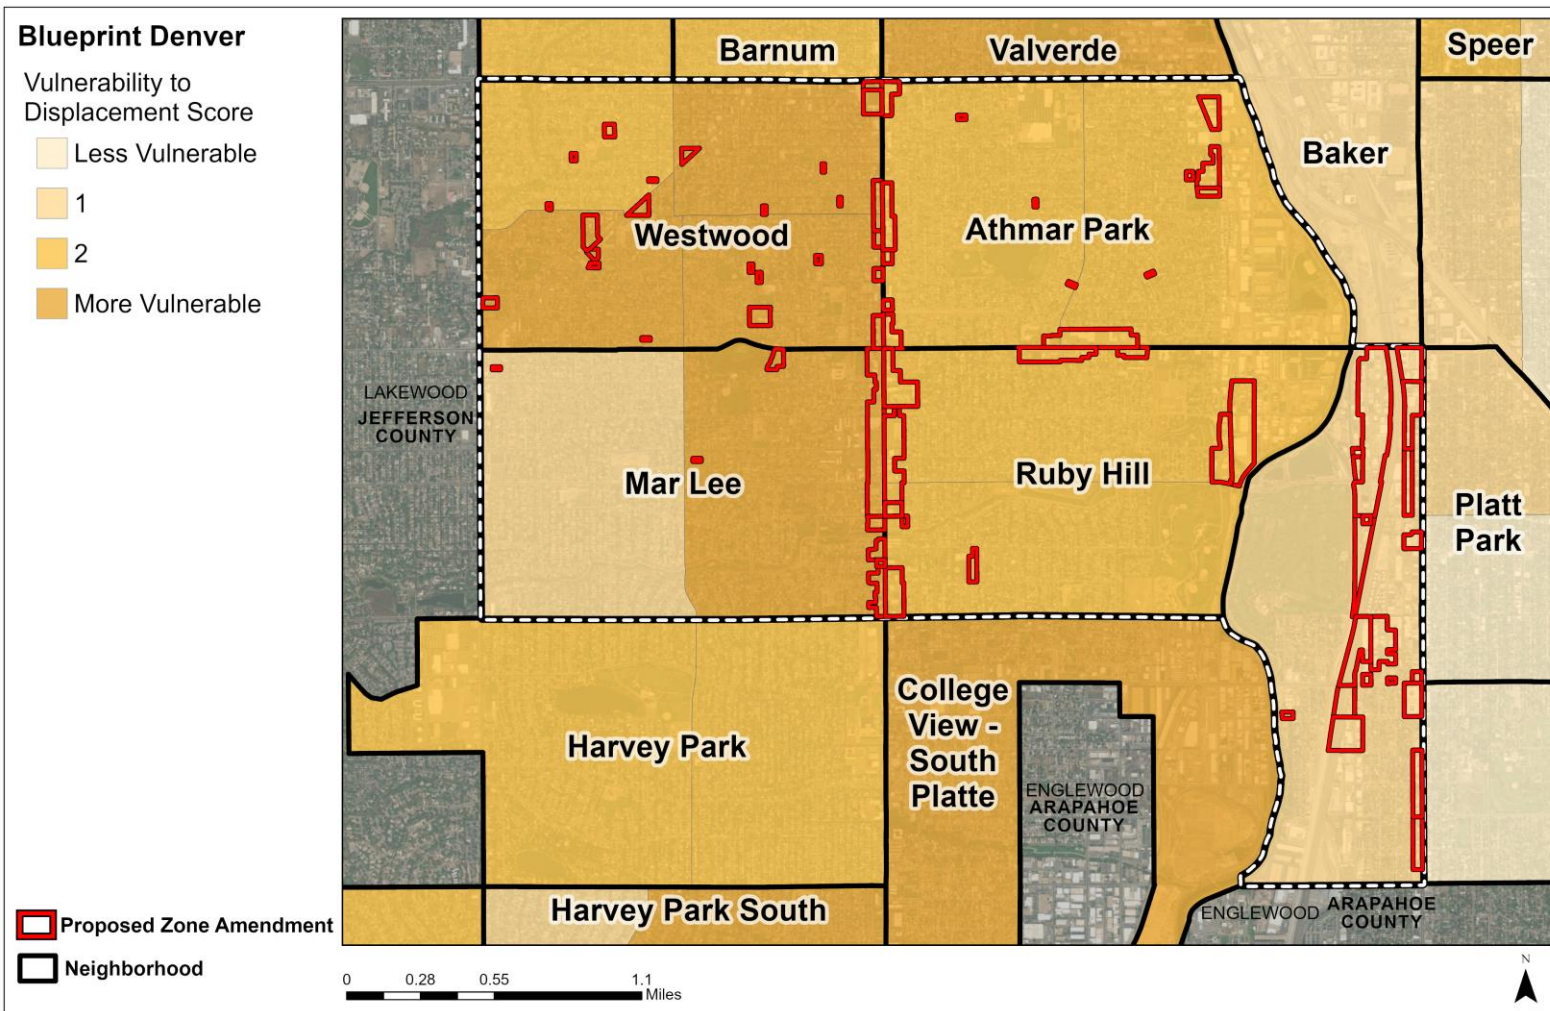 Blueprint Denver
Vulnerability to
Displacement Score
Less Vulnerable
1
2
More Vulnerable
Proposed Zone Amendment
Neighborhood
Barnum
Valverde
Speer
Baker
Westwood
Athmar Park
LAKEWOOD
JEFFERSON
COUNTY
Mar Lee
Ruby Hill
Platt
Park
Harvey Park
College
View -
South
Platte
ENGLEWOOD
ARAPAHOE
COUNTY
Harvey Park South
ENGLEWOOD
ARAPAHOE
COUNTY
0 0.28 0.55 1.1
Miles
N